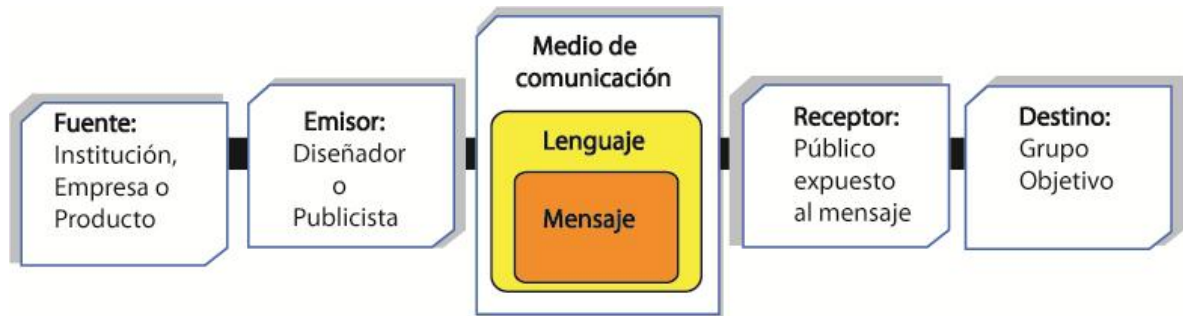 Fuente:
Institución,
Empresa o
Producto
Emisor:
Diseñador
o
Publicista
Medio de
comunicación
Lenguaje
Mensaje
Receptor:
Público
expuesto
al mensaje
Destino:
Grupo
Objetivo